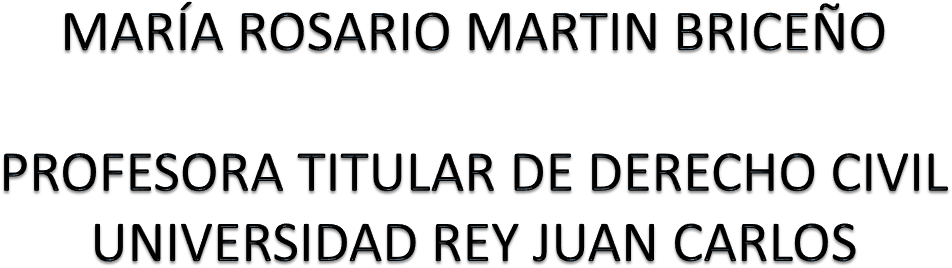 MARÍA ROSARIO MARTIN BRICEÑO
PROFESORA TITULAR DE DERECHO CIVIL
UNIVERSIDAD REY JUAN CARLOS